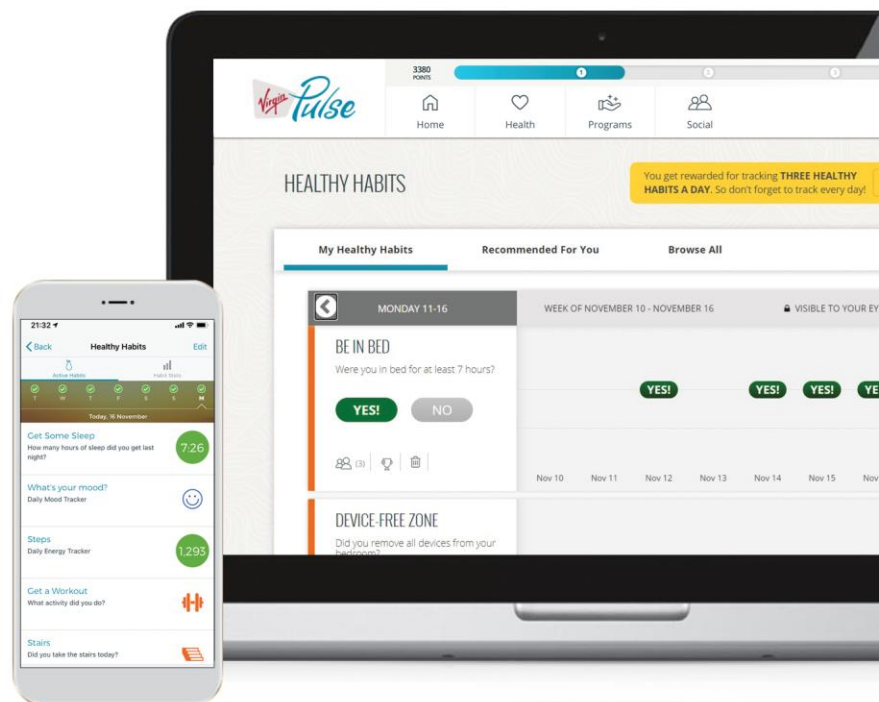 3380
POINTS
1
2
3
Virgin Pulse
Home
Health
Programs
Social
HEALTHY HABITS
You get rewarded for tracking THREE HEALTHY
HABITS A DAY. So don't forget to track every day!
My Healthy Habits
Recommended For You
Browse All
MONDAY 11-16
WEEK OF NOVEMBER 10 - NOVEMBER 16
VISIBLE TO YOUR EY
BE IN BED
Were you in bed for at least 7 hours?
YES!
NO
(3)
YES!
YES!
YES!
YE
Nov 10
Nov 11
Nov 12
Nov 13
Nov 14
Nov 15
Nov
DEVICE-FREE ZONE
Did you remove all devices from your
bedroom?
21:32
Back
Healthy Habits
Edit
Active Habits
Habit Stats
T W T F S S M
Today, 16 November
Get Some Sleep
How many hours of sleep did you get last
night?
7:26
What's your mood?
Daily Mood Tracker
Steps
Daily Energy Tracker
1,293
Get a Workout
What activity did you do?
Stairs
Did you take the stairs today?